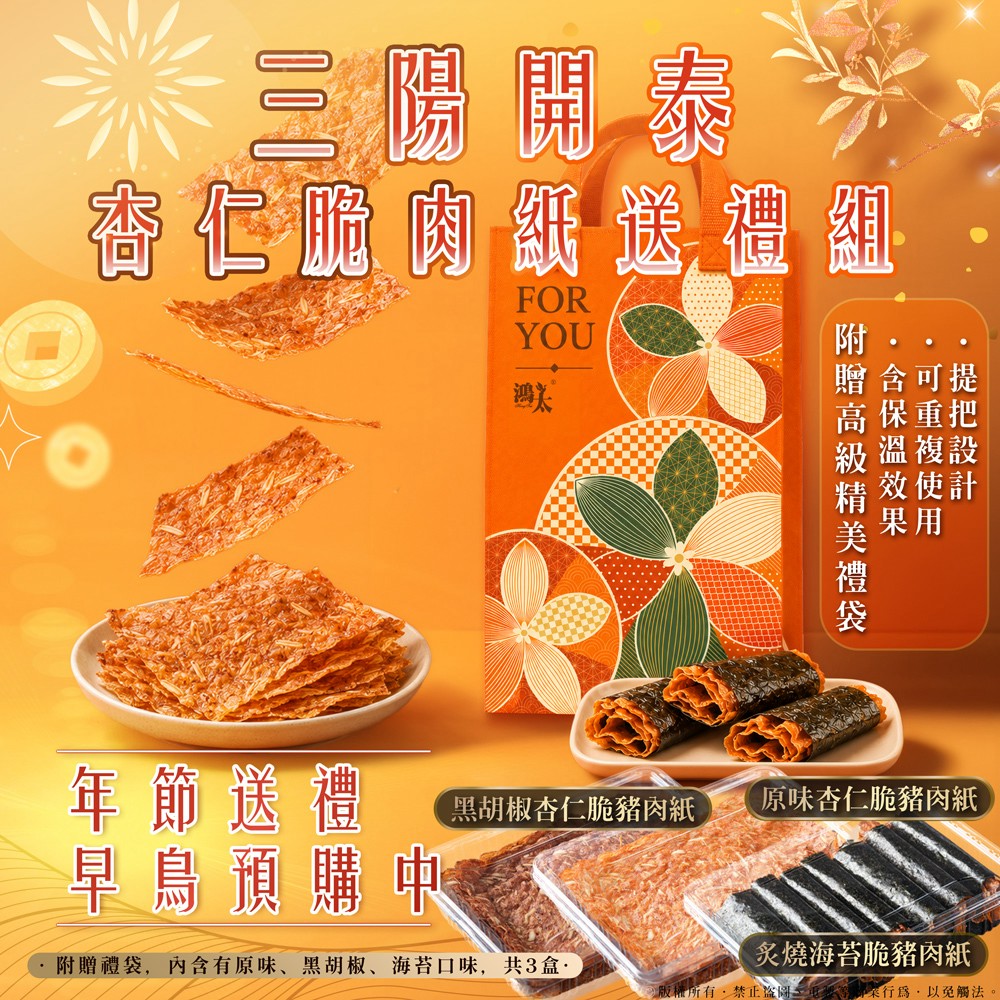 三陽開泰
杏仁脆肉紙送禮組
FOR
YOU
鴻太
®
·提把設計
·可重複使用
·含保溫效果
附贈高級精美禮袋
年節送禮
早鳥預購中
黑胡椒杏仁脆豬肉紙
原味杏仁脆豬肉紙
炙燒海苔脆豬肉紙
·附贈禮袋，內含有原味、黑胡椒、海苔口味，共3盒·
版權所有·禁止盜圖、行為·以免觸法。